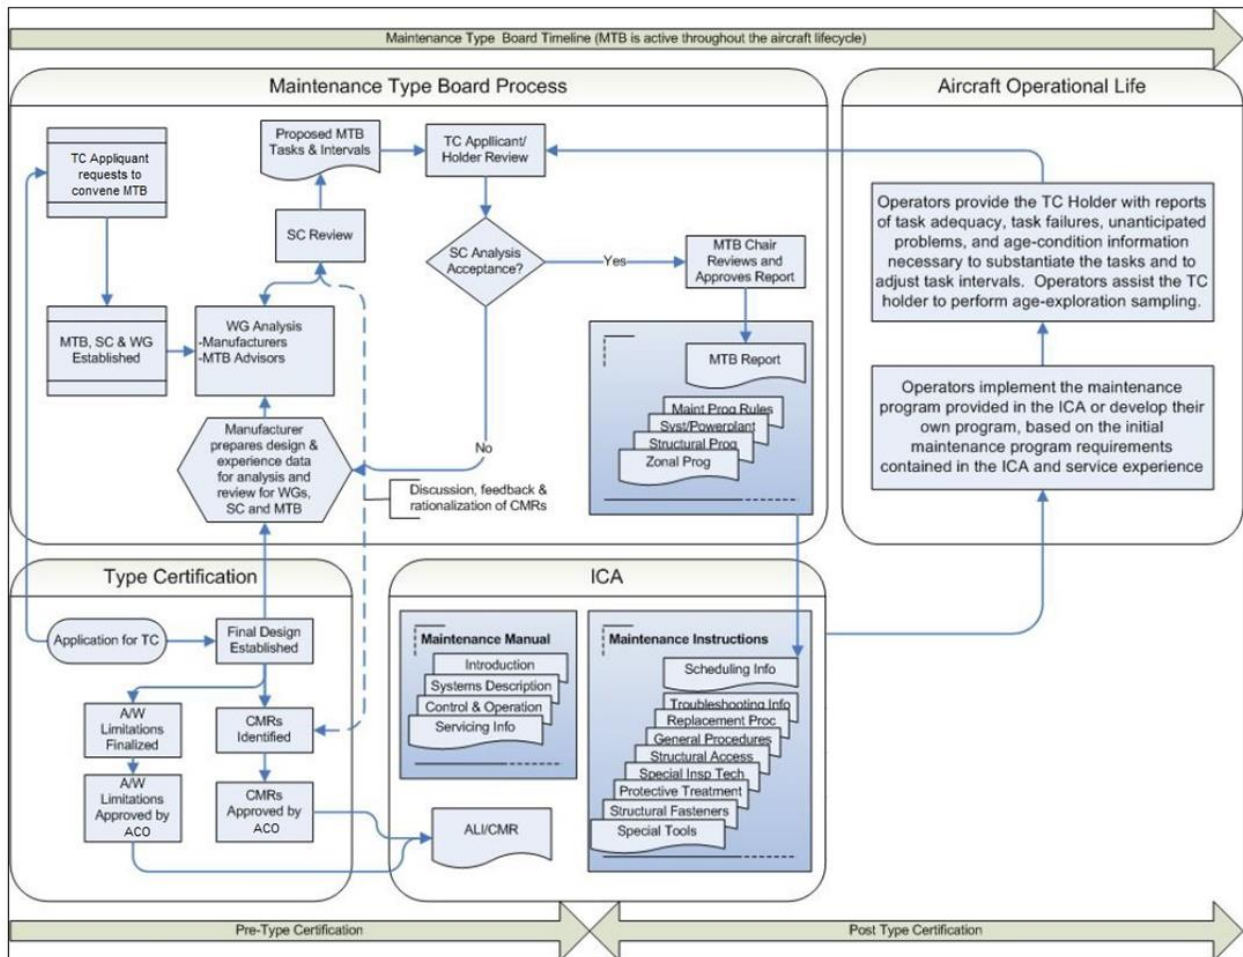 Maintenance Type Board Timeline (MTB is active throughout the aircraft lifecycle)
Maintenance Type Board Process
TC Appliquant
requests to
convene MTB
MTB, SC & WG
Established
Proposed MTB
Tasks & Intervals
SC Review
WG Analysis
-Manufacturers
-MTB Advisors
Manufacturer
prepares design &
experience data
for analysis and
review for WGs,
SC and MTB
TC Appllicant/
Holder Review
SC Analysis
Acceptance?
Yes
No
Discussion, feedback &
rationalization of CMRs
MTB Chair
Reviews and
Approves Report
MTB Report
Maint Prog Rules
Syst/Powerplant
Structural Prog
Zonal Prog
Aircraft Operational Life
Operators provide the TC Holder with reports
of task adequacy, task failures, unanticipated
problems, and age-condition information
necessary to substantiate the tasks and to
adjust task intervals. Operators assist the TC
holder to perform age-exploration sampling.
Operators implement the maintenance
program provided in the ICA or develop their
own program, based on the initial
maintenance program requirements
contained in the ICA and service experience
Type Certification
Application for TC
Final Design
Established
A/W
Limitations
Finalized
CMRs
Identified
A/W
Limitations
Approved by
ACO
CMRs
Approved by
ACO
ICA
Maintenance Manual
Introduction
Systems Description
Control & Operation
Servicing Info
ALI/CMR
Maintenance Instructions
Scheduling Info
Troubleshooting Info
Replacement Proc
General Procedures
Structural Access
Special Insp Tech
Protective Treatment
Structural Fasteners
Special Tools
Pre-Type Certification
Post Type Certification